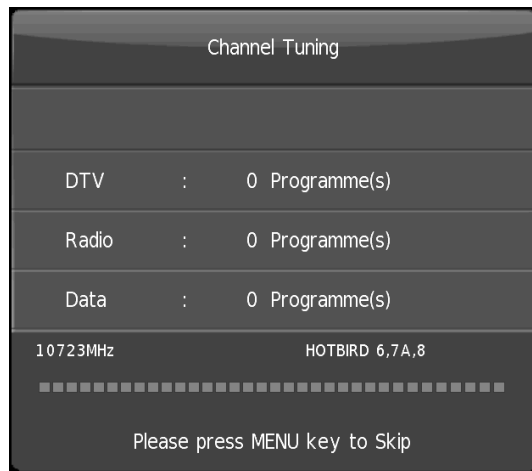 Channel Tuning
DTV : 0 Programme(s)
Radio : 0 Programme(s)
Data : 0 Programme(s)
10723MHz HOTBIRD 6,7A,8
Please press MENU key to Skip